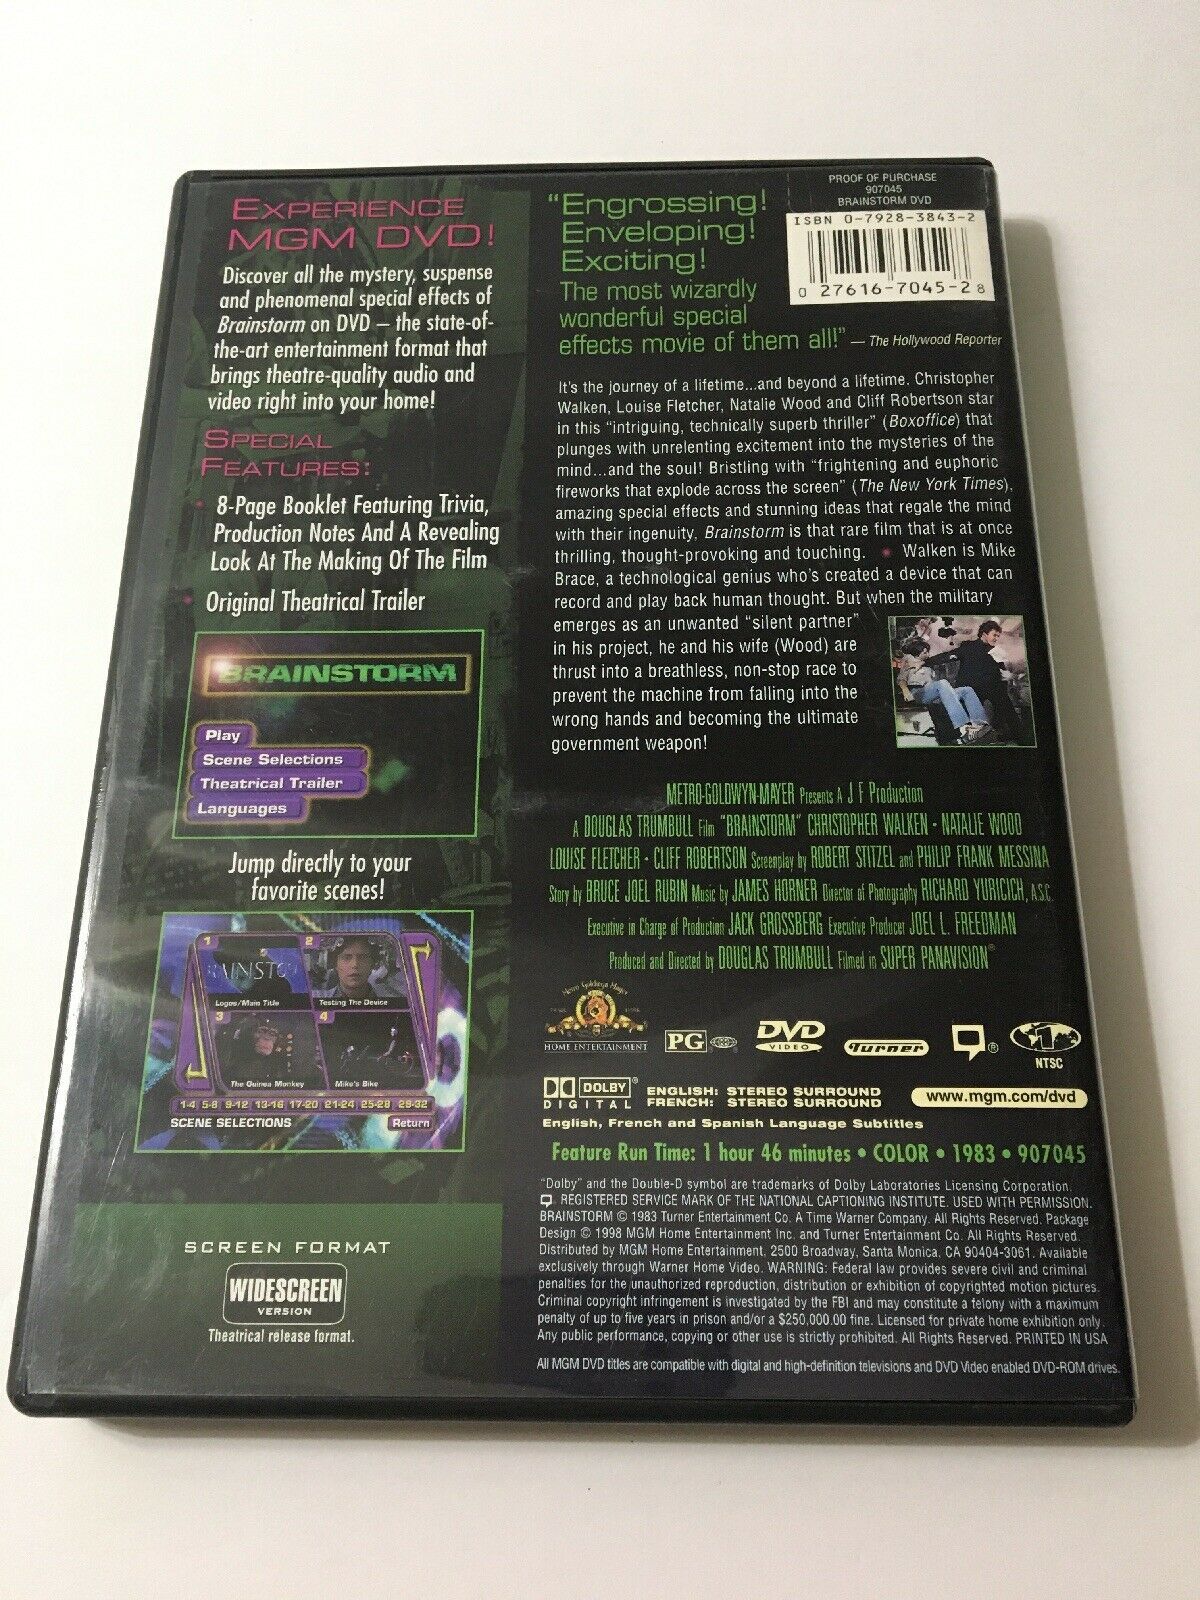 EXPERIENCE
MGM DVD!
Discover all the mystery, suspense
and phenomenal special effects of
Brainstorm on DVD – the state-of-
the-art entertainment format that
brings theatre-quality audio and
video right into your home!
SPECIAL
FEATURES:
• 8-Page Booklet Featuring Trivia,
Production Notes And A Revealing
Look At The Making Of The Film
• Original Theatrical Trailer
BRAINSTORM
Play
Scene Selections
Theatrical Trailer
Languages
Jump directly to your
favorite scenes!
1
2
Logos/Main Title
Testing The Device
3
4
The Guinea Monkey
Mike's Bike
1-4 5-8 9-12 13-16 17-20 21-24 25-28 29-32
SCENE SELECTIONS
Return
SCREEN FORMAT
WIDESCREEN
VERSION
Theatrical release format.
"Engrossing!
Enveloping!
Exciting!
The most wizardly
wonderful special
effects movie of them all!" — The Hollywood Reporter
PROOF OF PURCHASE
907045
BRAINSTORM DVD
ISBN 0-7928-3843-2
0 27616-7045-2 8
It's the journey of a lifetime...and beyond a lifetime. Christopher
Walken, Louise Fletcher, Natalie Wood and Cliff Robertson star
in this "intriguing, technically superb thriller" (Boxoffice) that
plunges with unrelenting excitement into the mysteries of the
mind...and the soul! Bristling with "frightening and euphoric
fireworks that explode across the screen" (The New York Times),
amazing special effects and stunning ideas that regale the mind
with their ingenuity, Brainstorm is that rare film that is at once
thrilling, thought-provoking and touching. • Walken is Mike
Brace, a technological genius who's created a device that can
record and play back human thought. But when the military
emerges as an unwanted "silent partner"
in his project, he and his wife (Wood) are
thrust into a breathless, non-stop race to
prevent the machine from falling into the
wrong hands and becoming the ultimate
government weapon!
METRO-GOLDWYN-MAYER Presents A J F Production
A DOUGLAS TRUMBULL Film "BRAINSTORM" CHRISTOPHER WALKEN • NATALIE WOOD
LOUISE FLETCHER • CLIFF ROBERTSON Screenplay by ROBERT STITZEL and PHILIP FRANK MESSINA
Story by BRUCE JOEL RUBIN Music by JAMES HORNER Director of Photography RICHARD YURICICH, A.S.C.
Executive in Charge of Production JACK GROSSBERG Executive Producer JOEL L. FREEDMAN
Produced and Directed by DOUGLAS TRUMBULL Filmed in SUPER PANAVISION®
Metro Goldwyn Mayer
HOME ENTERTAINMENT
PG
DVD
VIDEO
Turner
®
1
NTSC
DOLBY
DIGITAL
®
ENGLISH: STEREO SURROUND
FRENCH: STEREO SURROUND
www.mgm.com/dvd
English, French and Spanish Language Subtitles
Feature Run Time: 1 hour 46 minutes • COLOR • 1983 • 907045
"Dolby" and the Double-D symbol are trademarks of Dolby Laboratories Licensing Corporation.
REGISTERED SERVICE MARK OF THE NATIONAL CAPTIONING INSTITUTE. USED WITH PERMISSION.
BRAINSTORM © 1983 Turner Entertainment Co. A Time Warner Company. All Rights Reserved. Package
Design © 1998 MGM Home Entertainment Inc. and Turner Entertainment Co. All Rights Reserved.
Distributed by MGM Home Entertainment, 2500 Broadway, Santa Monica, CA 90404-3061. Available
exclusively through Warner Home Video. WARNING: Federal law provides severe civil and criminal
penalties for the unauthorized reproduction, distribution or exhibition of copyrighted motion pictures.
Criminal copyright infringement is investigated by the FBI and may constitute a felony with a maximum
penalty of up to five years in prison and/or a $250,000.00 fine. Licensed for private home exhibition only.
Any public performance, copying or other use is strictly prohibited. All Rights Reserved. PRINTED IN USA
All MGM DVD titles are compatible with digital and high-definition televisions and DVD Video enabled DVD-ROM drives.